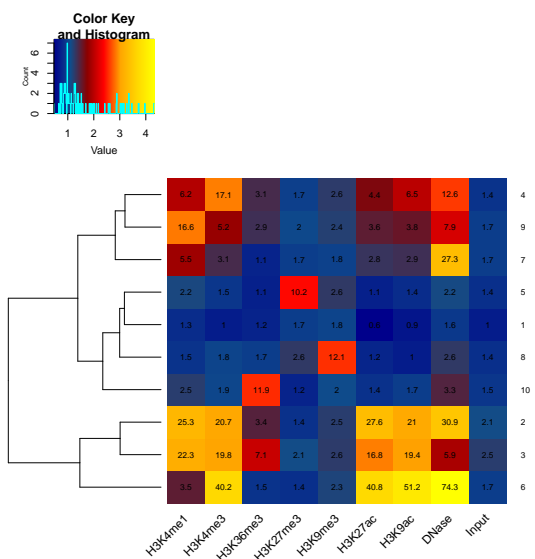 Color Key
and Histogram
Count
0 2 4 6
1 2 3 4
Value
6.2 17.1 3.1 1.7 2.6 4.4 6.5 12.6 1.4 4
16.6 5.2 2.9 2 2.4 3.6 3.8 7.9 1.7 9
5.5 3.1 1.1 1.7 1.8 2.8 2.9 27.3 1.7 7
2.2 1.5 1.1 10.2 2.6 1.1 1.4 2.2 1.4 5
1.3 1 1.2 1.7 1.8 0.9 1.6 1 1
1.5 1.8 1.7 2.6 12.1 1.2 1 2.6 1.4 8
2.5 1.9 11.9 1.2 2 1.4 1.7 3.3 1.5 10
25.3 20.7 3.4 1.4 2.5 27.6 21 30.9 2.1 2
22.3 19.8 7.1 2.1 2.6 16.8 19.4 5.9 2.5 3
3.5 40.2 1.5 1.4 2.3 40.8 51.2 74.3 1.7 6
H3K4me1 H3K4me3 H3K36me3 H3K27me3 H3K9me3 H3K27ac H3K9ac DNase Input